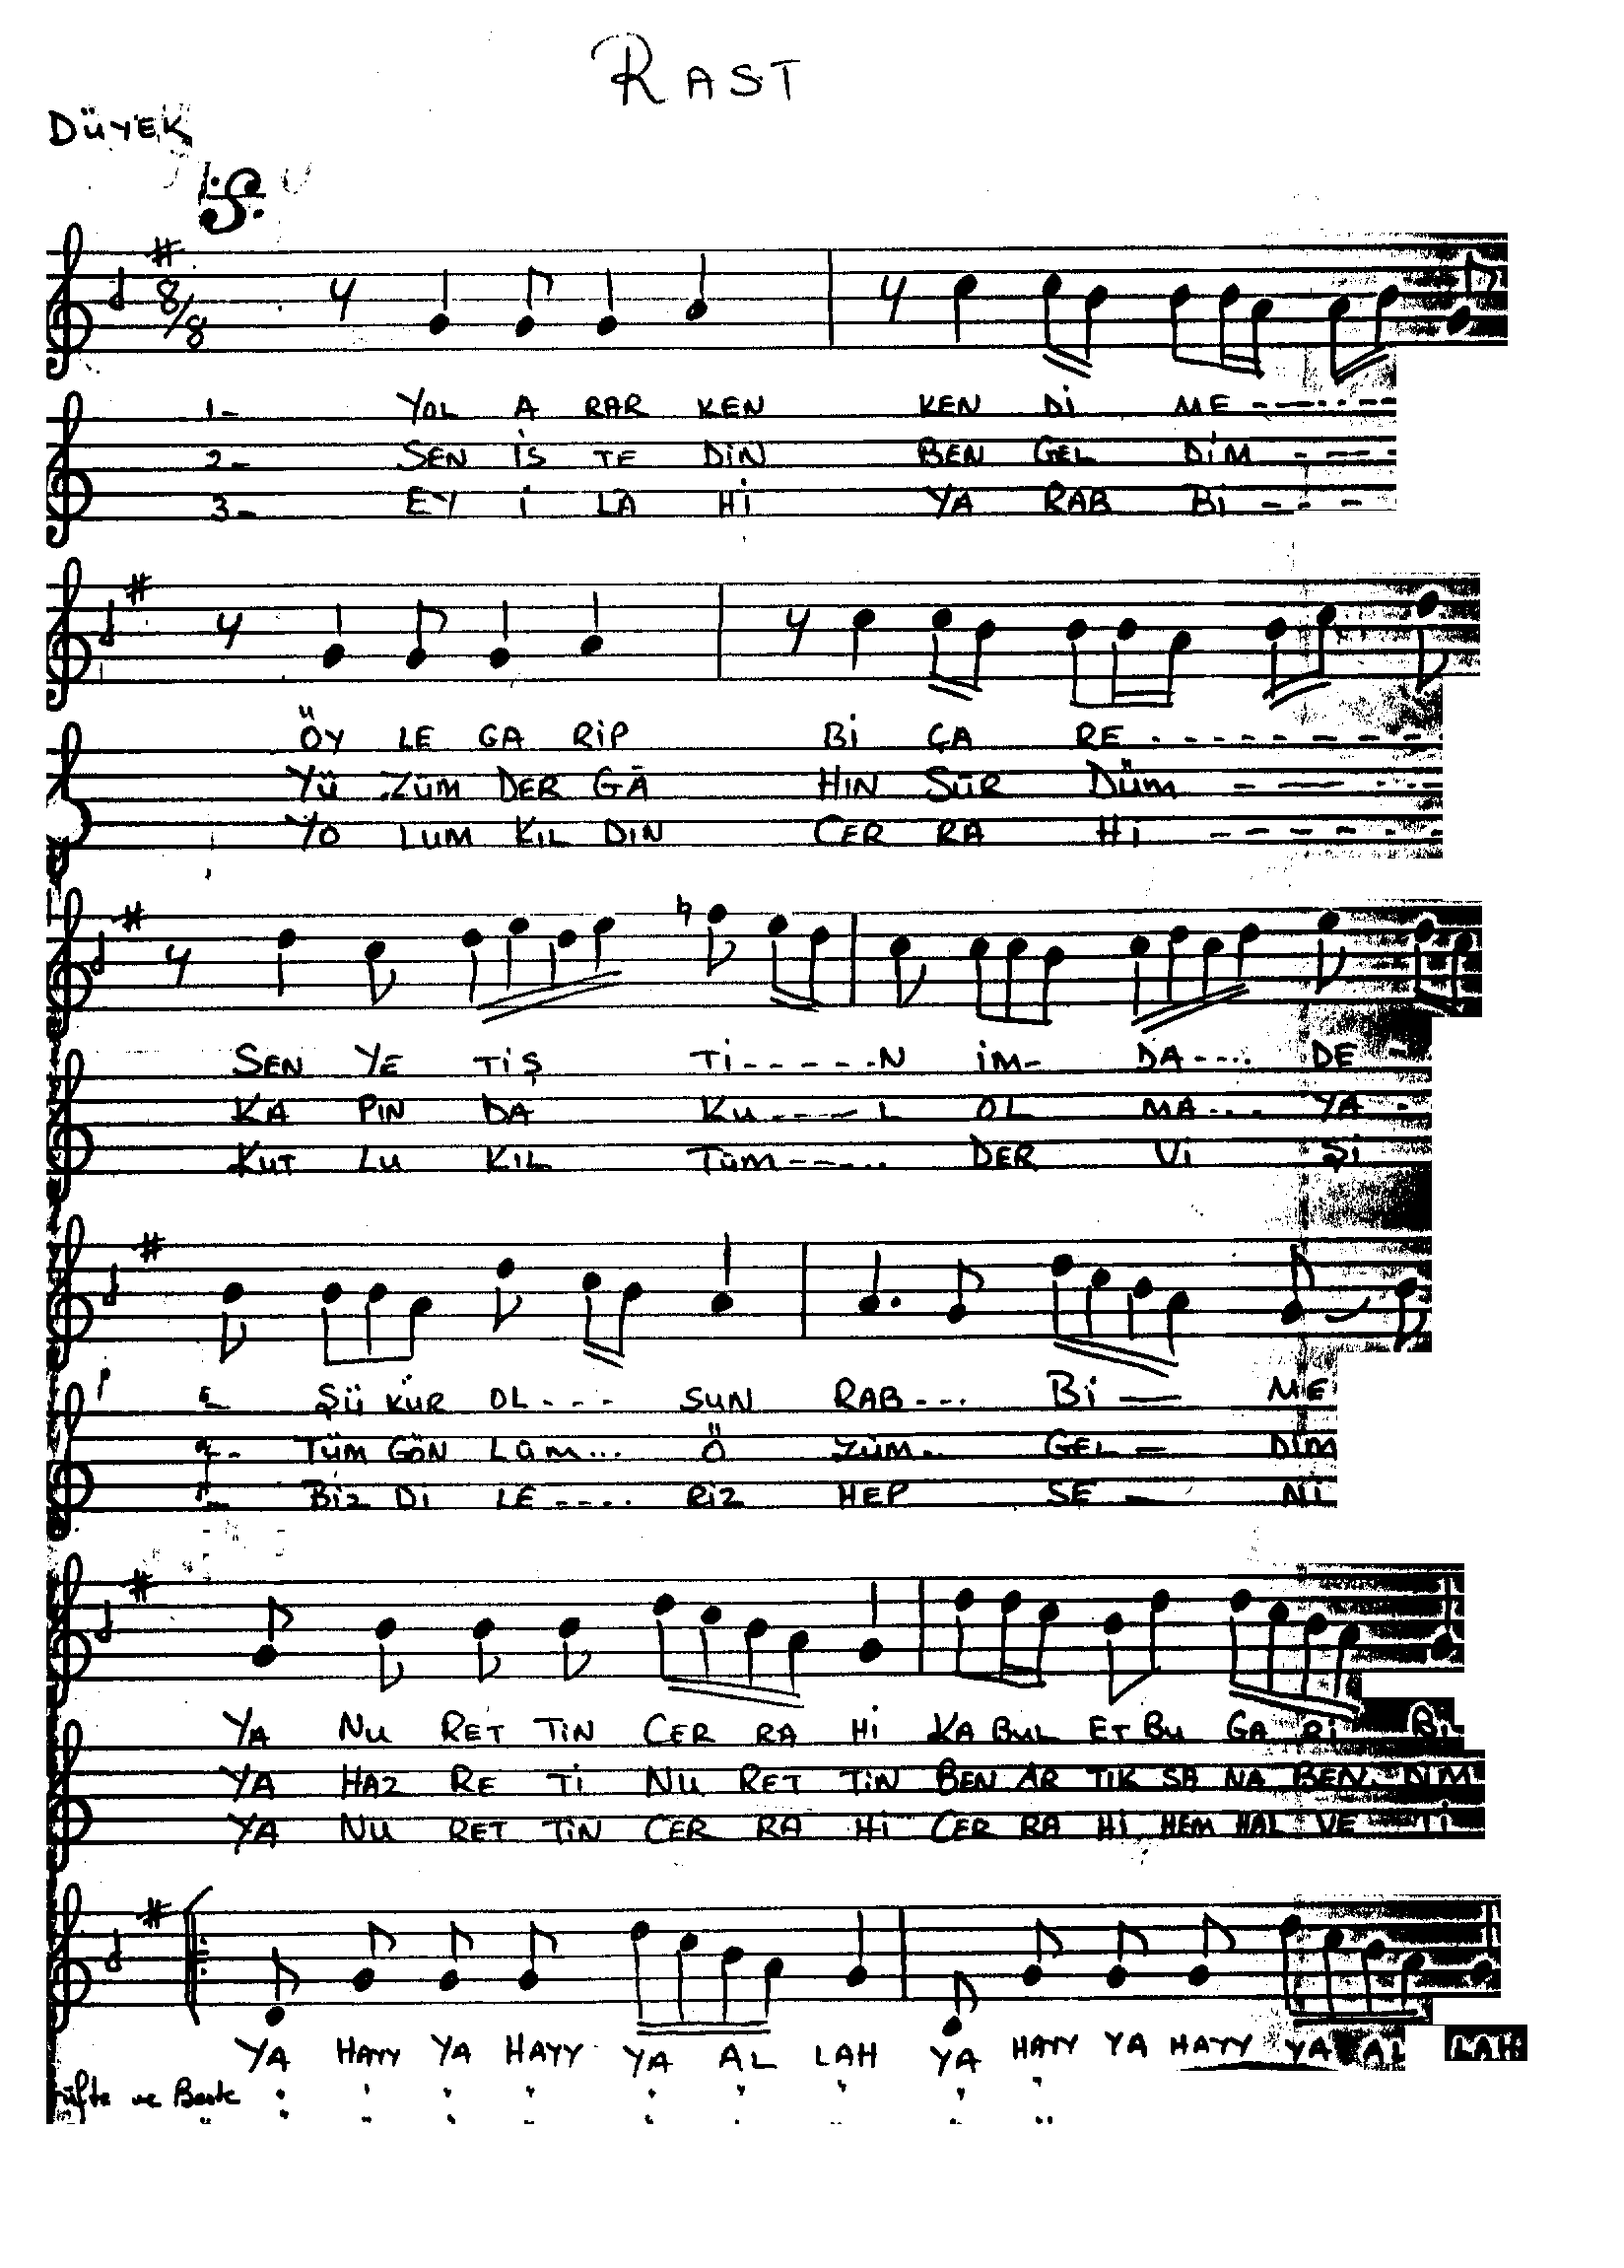 RAST
DÜYEK
8/8
1- YOL A RAR KEN KEN Dİ ME
2- SEN İS TE DİN BEN GEL DİM
3- EY İ LA Hİ YA RAB Bİ
ÖY LE GA RİP Bİ ÇA RE
YÜ ZÜM DER GÂ HIN SÜR DÜM
YO LUM KIL DIN CER RA Hİ
SEN YE TİŞ Tİ-----N İM- DA---- DE
KA PIN DA KU-----L OL MA---- YA
KUT LU KIL TÜM----- DER Vİ Şİ
ŞÜ KÜR OL--- SUN RAB--- Bİ — ME
TÜM GÖN LÜM... Ö ZÜM-- GEL — DİM
BİZ Dİ LE---- RİZ HEP SE — Nİ
YA NU RET TİN CER RA Hİ KA BUL ET BU GA Rİ Bİ
YA HAZ RE Tİ NU RET TİN BEN AR TIK SA NA BEN DİM
YA NU RET TİN CER RA Hİ CER RA Hİ HEM HAL VE Tİ
YA HAYY YA HAYY YA AL LAH YA HAYY YA HAYY YA AL LAH
Güfte ve Beste